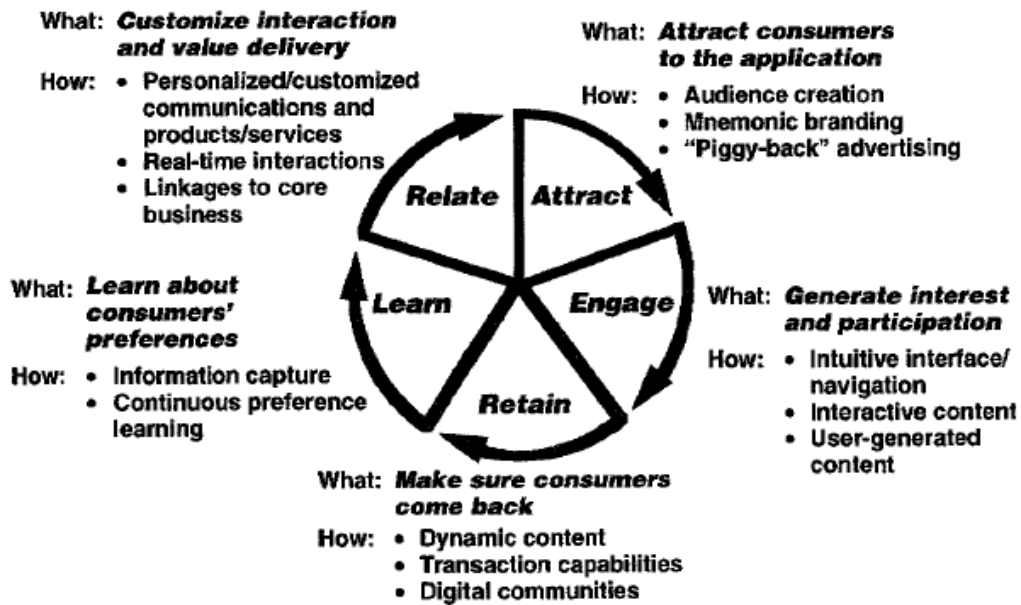 What: Customize interaction
and value delivery
How: • Personalized/customized
communications and
products/services
• Real-time interactions
• Linkages to core
business
What: Attract consumers
to the application
How: • Audience creation
• Mnemonic branding
• “Piggy-back” advertising
Relate
Attract
Learn
Engage
Retain
What: Learn about
consumers’
preferences
How: • Information capture
• Continuous preference
learning
What: Generate interest
and participation
How: • Intuitive interface/
navigation
• Interactive content
• User-generated
content
What: Make sure consumers
come back
How: • Dynamic content
• Transaction capabilities
• Digital communities